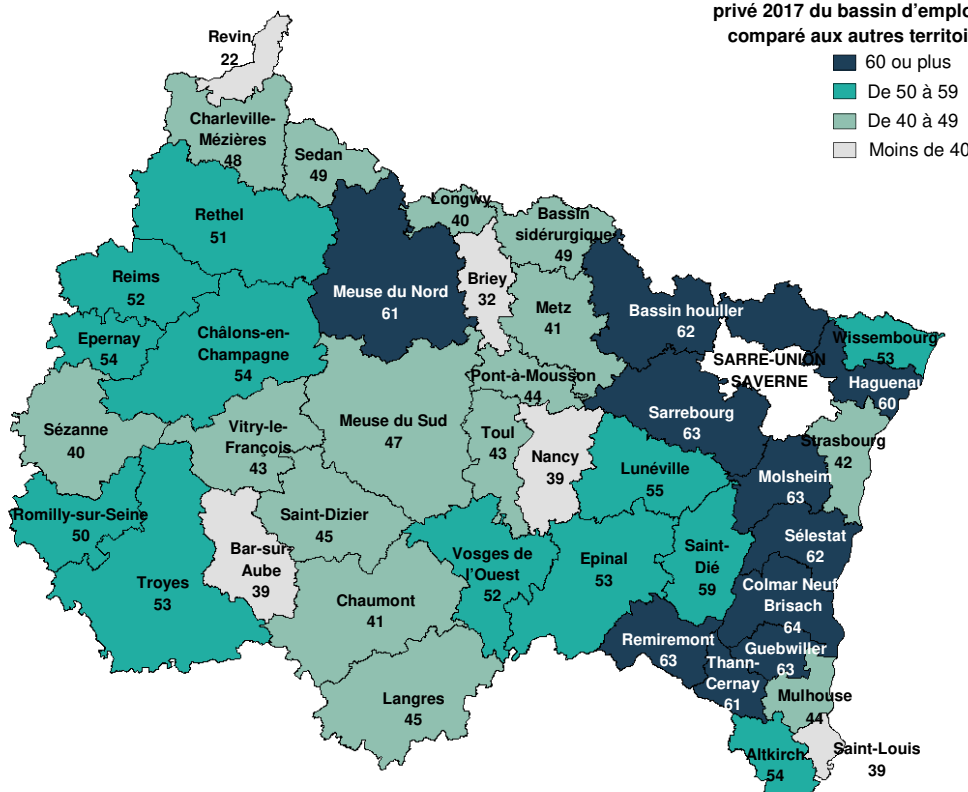 privé 2017 du bassin d'emplo
comparé aux autres territoi
60 ou plus
De 50 à 59
De 40 à 49
Moins de 40
Revin
22
Charleville-
Mézières
48
Sedan
49
Rethel
51
Longwy
40
Bassin
sidérurgique
49
Reims
52
Meuse du Nord
61
Briey
32
Metz
41
Bassin houiller
62
Wissembourg
53
Epernay
54
Châlons-en-
Champagne
54
SARRE-UNION
SAVERNE
Haguenau
60
Pont-à-Mousson
44
Sarrebourg
63
Sézanne
40
Vitry-le-
François
43
Meuse du Sud
47
Toul
43
Nancy
39
Strasbourg
42
Lunéville
55
Molsheim
63
Romilly-sur-Seine
50
Saint-Dizier
45
Bar-sur-
Aube
39
Troyes
53
Vosges de
l'Ouest
52
Epinal
53
Saint-
Dié
59
Sélestat
62
Colmar Neuf
Brisach
64
Chaumont
41
Remiremont
63
Guebwiller
63
Thann-
Cernay
61
Langres
45
Mulhouse
44
Altkirch
54
Saint-Louis
39